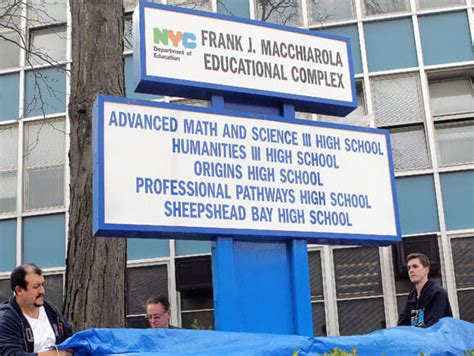 NYC
Department of
Education
FRANK J. MACCHIAROLA
EDUCATIONAL COMPLEX
ADVANCED MATH AND SCIENCE III HIGH SCHOOL
HUMANITIES III HIGH SCHOOL
ORIGINS HIGH SCHOOL
PROFESSIONAL PATHWAYS HIGH SCHOOL
SHEEPSHEAD BAY HIGH SCHOOL